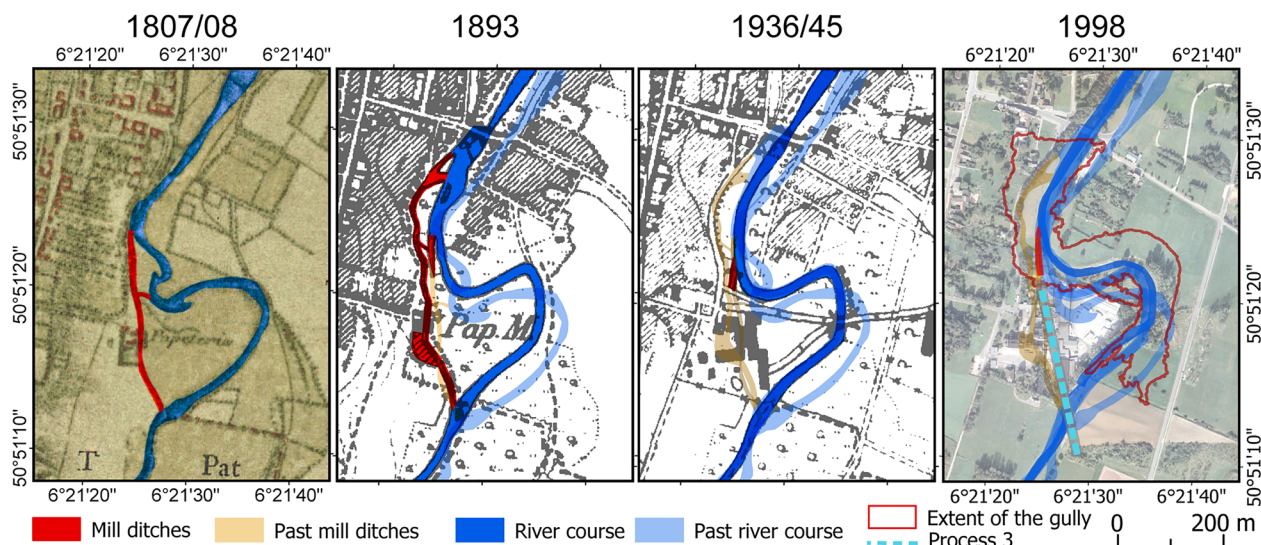 1807/08
1893
1936/45
1998
6°21'20" 6°21'30" 6°21'40"
6°21'20" 6°21'30" 6°21'40"
50°51'30"
50°51'20"
50°51'10"
50°51'30"
50°51'20"
50°51'10"
Papeterie
Pap. M.
T
Pat
6°21'20" 6°21'30" 6°21'40"
6°21'20" 6°21'30" 6°21'40"
Mill ditches
Past mill ditches
River course
Past river course
Extent of the gully
Process 3
0 200 m